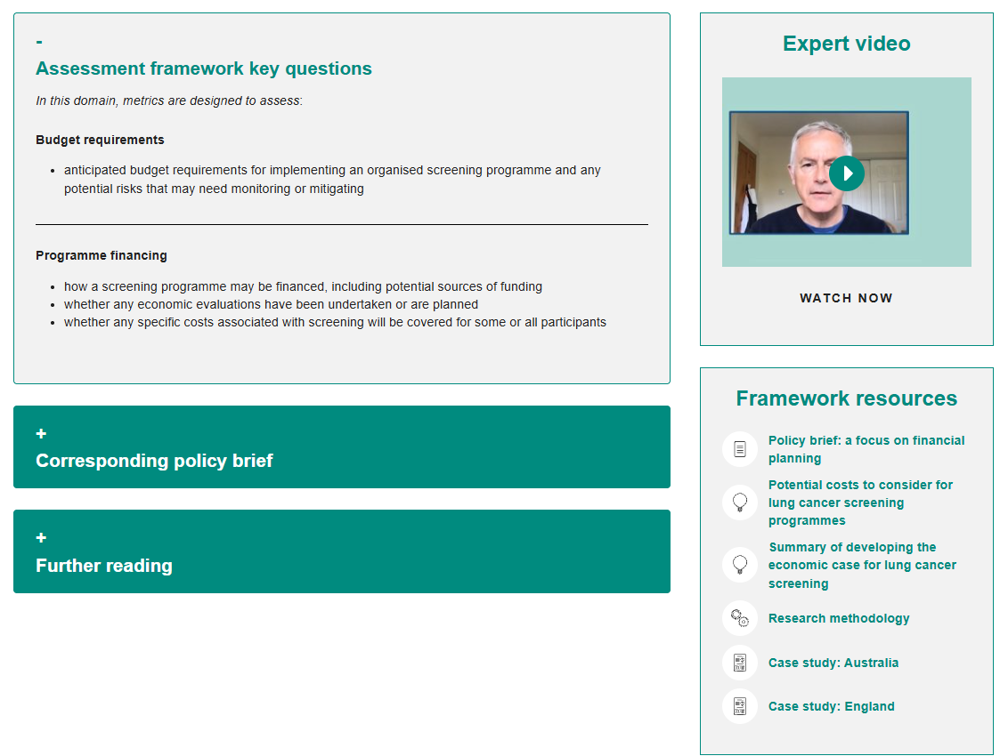 -
Assessment framework key questions
In this domain, metrics are designed to assess:
Budget requirements
• anticipated budget requirements for implementing an organised screening programme and any
potential risks that may need monitoring or mitigating
Programme financing
• how a screening programme may be financed, including potential sources of funding
• whether any economic evaluations have been undertaken or are planned
• whether any specific costs associated with screening will be covered for some or all participants
+
Corresponding policy brief
+
Further reading
Expert video
WATCH NOW
Framework resources
Policy brief: a focus on financial
planning
Potential costs to consider for
lung cancer screening
programmes
Summary of developing the
economic case for lung cancer
screening
Research methodology
Case study: Australia
Case study: England